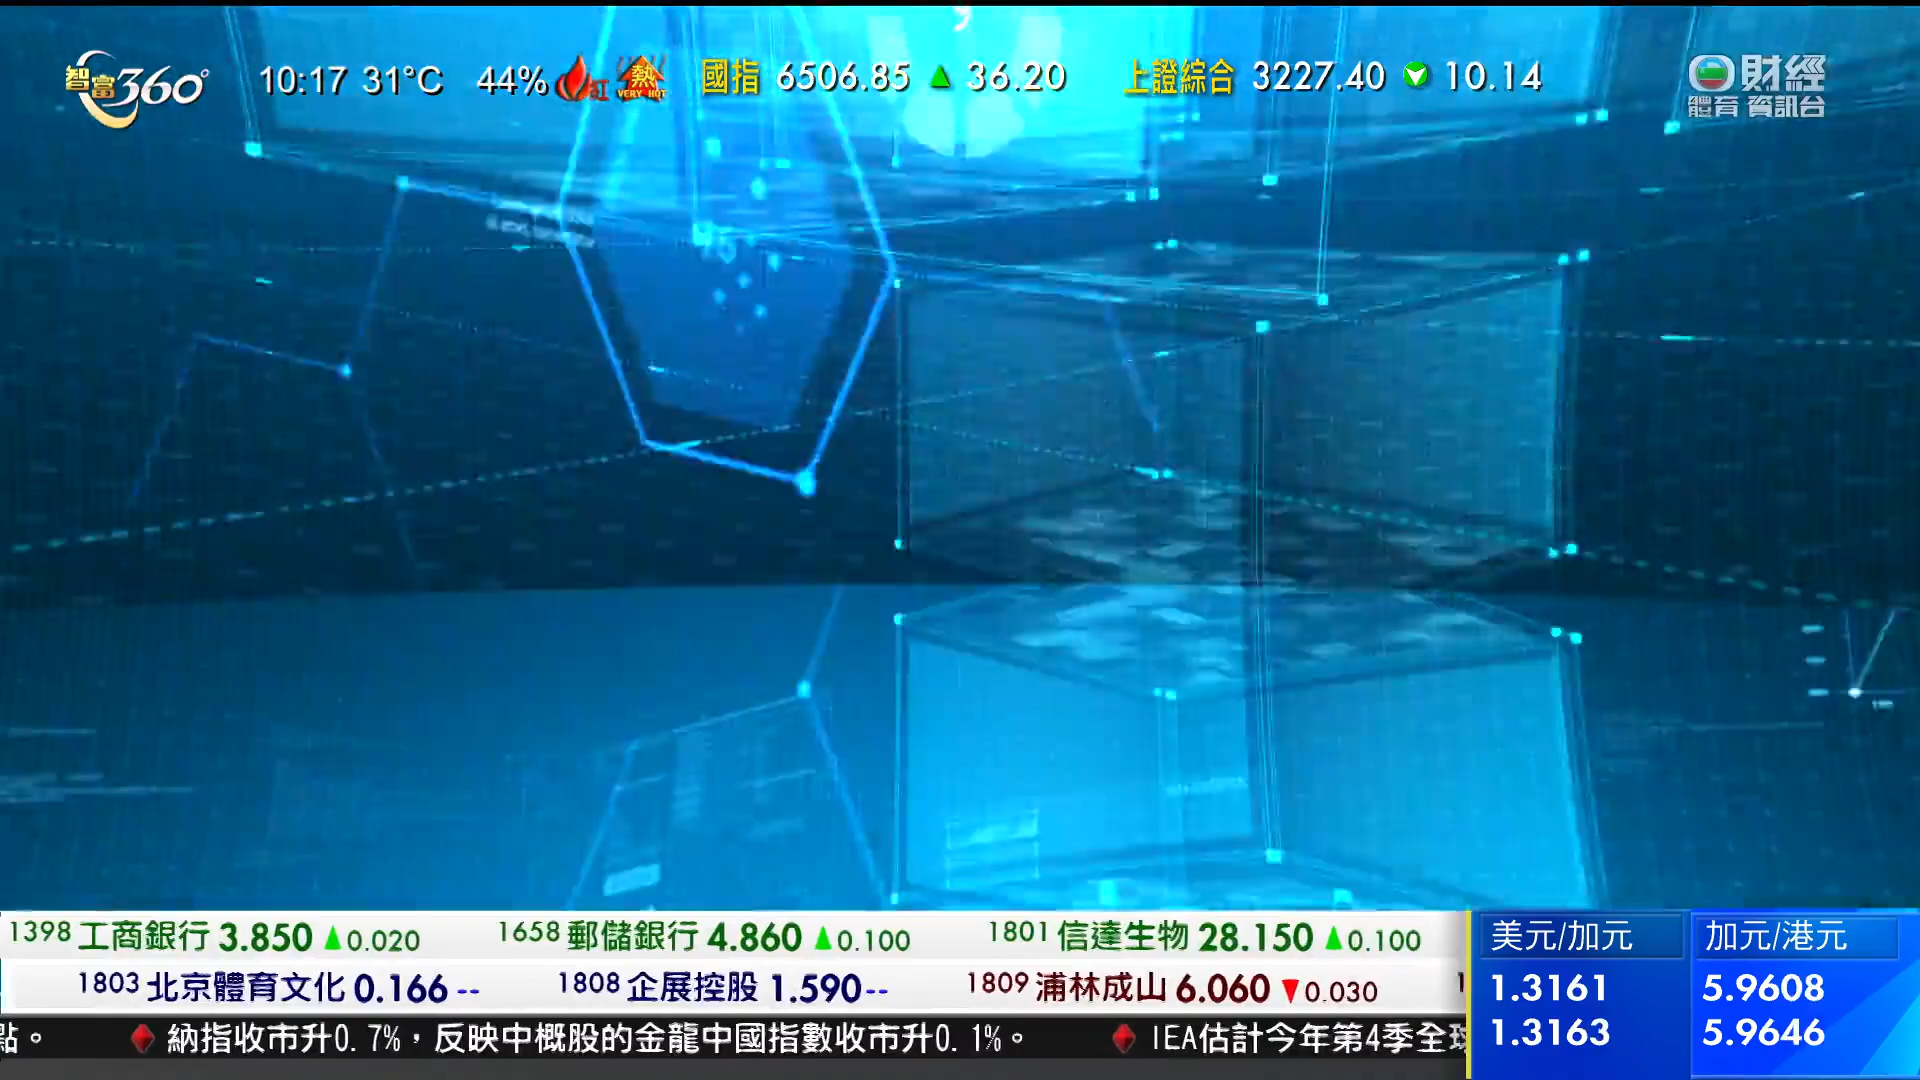 智富360° 10:17 31°C 44% 紅 熱 VERY HOT 國指 6506.85 ▲ 36.20 上證綜合 3227.40 ▼ 10.14 財經
體育 資訊台
1398 工商銀行 3.850 ▲0.020 1658 郵儲銀行 4.860 ▲0.100 1801 信達生物 28.150 ▲0.100
1803 北京體育文化 0.166 -- 1808 企展控股 1.590-- 1809 浦林成山 6.060 ▼0.030 1
點。 ◆ 納指收市升0.7%，反映中概股的金龍中國指數收市升0.1%。 ◆ IEA估計今年第4季全球
美元/加元 加元/港元
1.3161 5.9608
1.3163 5.9646